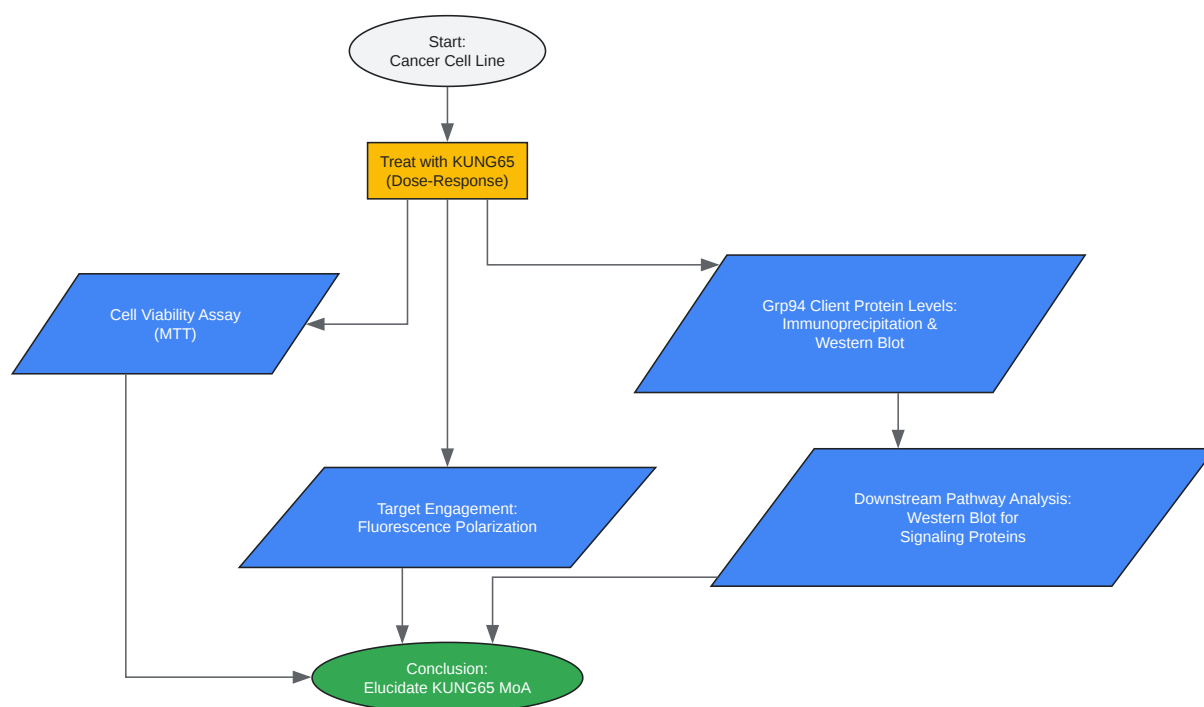 Start:
Cancer Cell Line
Treat with KUNG65
(Dose-Response)
Cell Viability Assay
(MTT)
Grp94 Client Protein Levels:
Immunoprecipitation &
Western Blot
Target Engagement:
Fluorescence Polarization
Downstream Pathway Analysis:
Western Blot for
Signaling Proteins
Conclusion:
Elucidate KUNG65 MoA